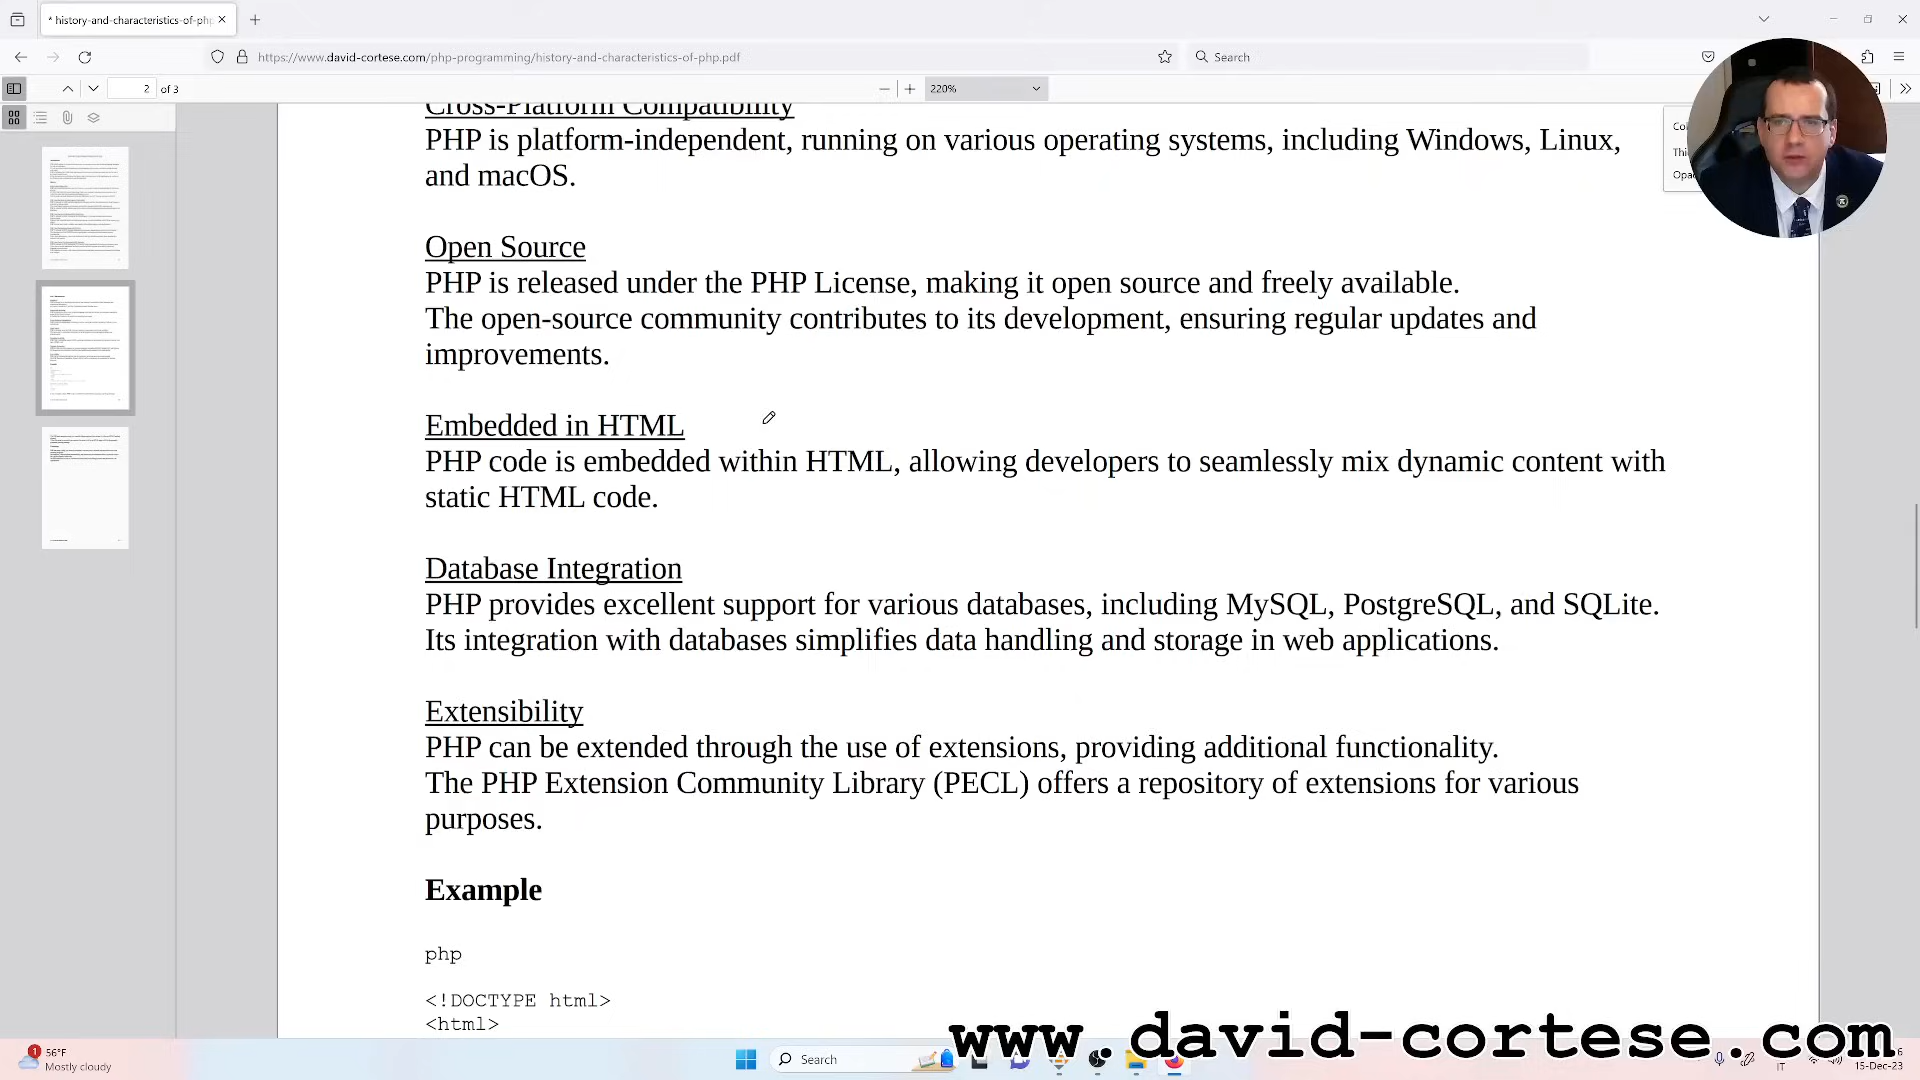 * history-and-characteristics-of-php
https://www.david-cortese.com/php-programming/history-and-characteristics-of-php.pdf
Search
2 of 3
220%
Cross-Platform Compatibility
PHP is platform-independent, running on various operating systems, including Windows, Linux,
and macOS.
Open Source
PHP is released under the PHP License, making it open source and freely available.
The open-source community contributes to its development, ensuring regular updates and
improvements.
Embedded in HTML
PHP code is embedded within HTML, allowing developers to seamlessly mix dynamic content with
static HTML code.
Database Integration
PHP provides excellent support for various databases, including MySQL, PostgreSQL, and SQLite.
Its integration with databases simplifies data handling and storage in web applications.
Extensibility
PHP can be extended through the use of extensions, providing additional functionality.
The PHP Extension Community Library (PECL) offers a repository of extensions for various
purposes.
Example
php
<!DOCTYPE html>
<html>
www.david-cortese.com
1
56°F
Mostly cloudy
Search
IT
15-Dec-23